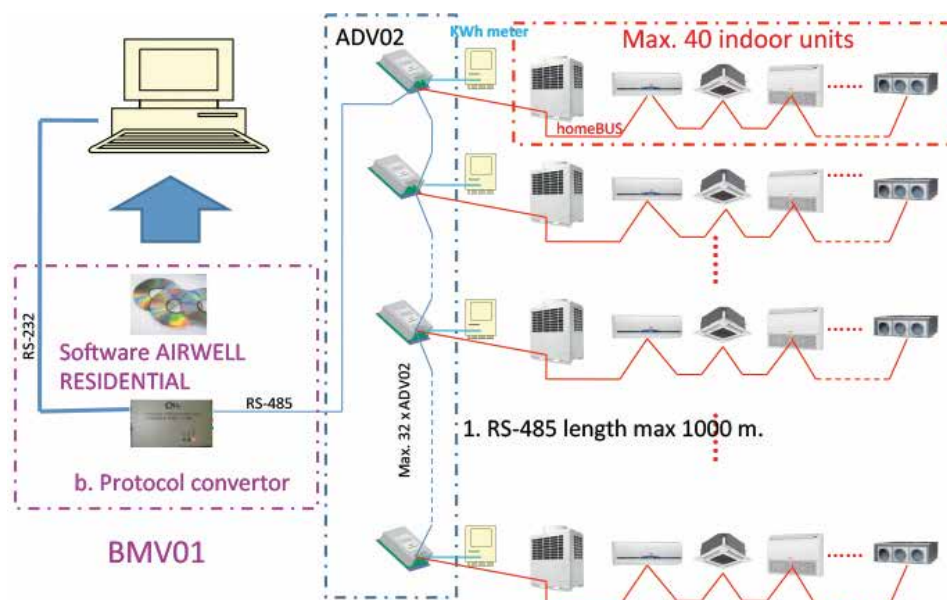 ADV02
KWh meter
Max. 40 indoor units
homeBUS
RS-232
Software AIRWELL
RESIDENTIAL
RS-485
Max. 32 x ADV02
1. RS-485 length max 1000 m.
b. Protocol convertor
BMV01